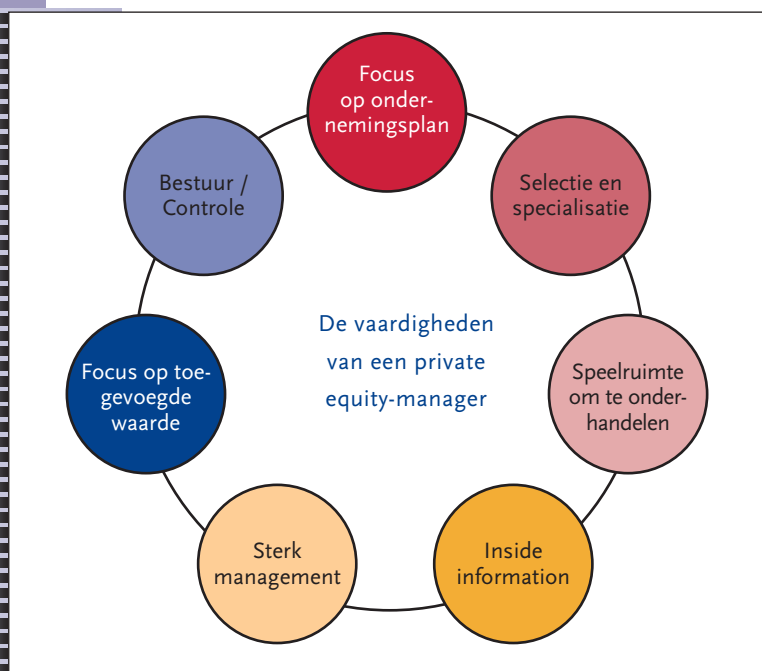 Focus
op onder-
nemingsplan
Selectie en
specialisatie
Speelruimte
om te onder-
handelen
Inside
information
Sterk
management
Focus op toe-
gevoegde
waarde
Bestuur /
Controle
De vaardigheden
van een private
equity-manager